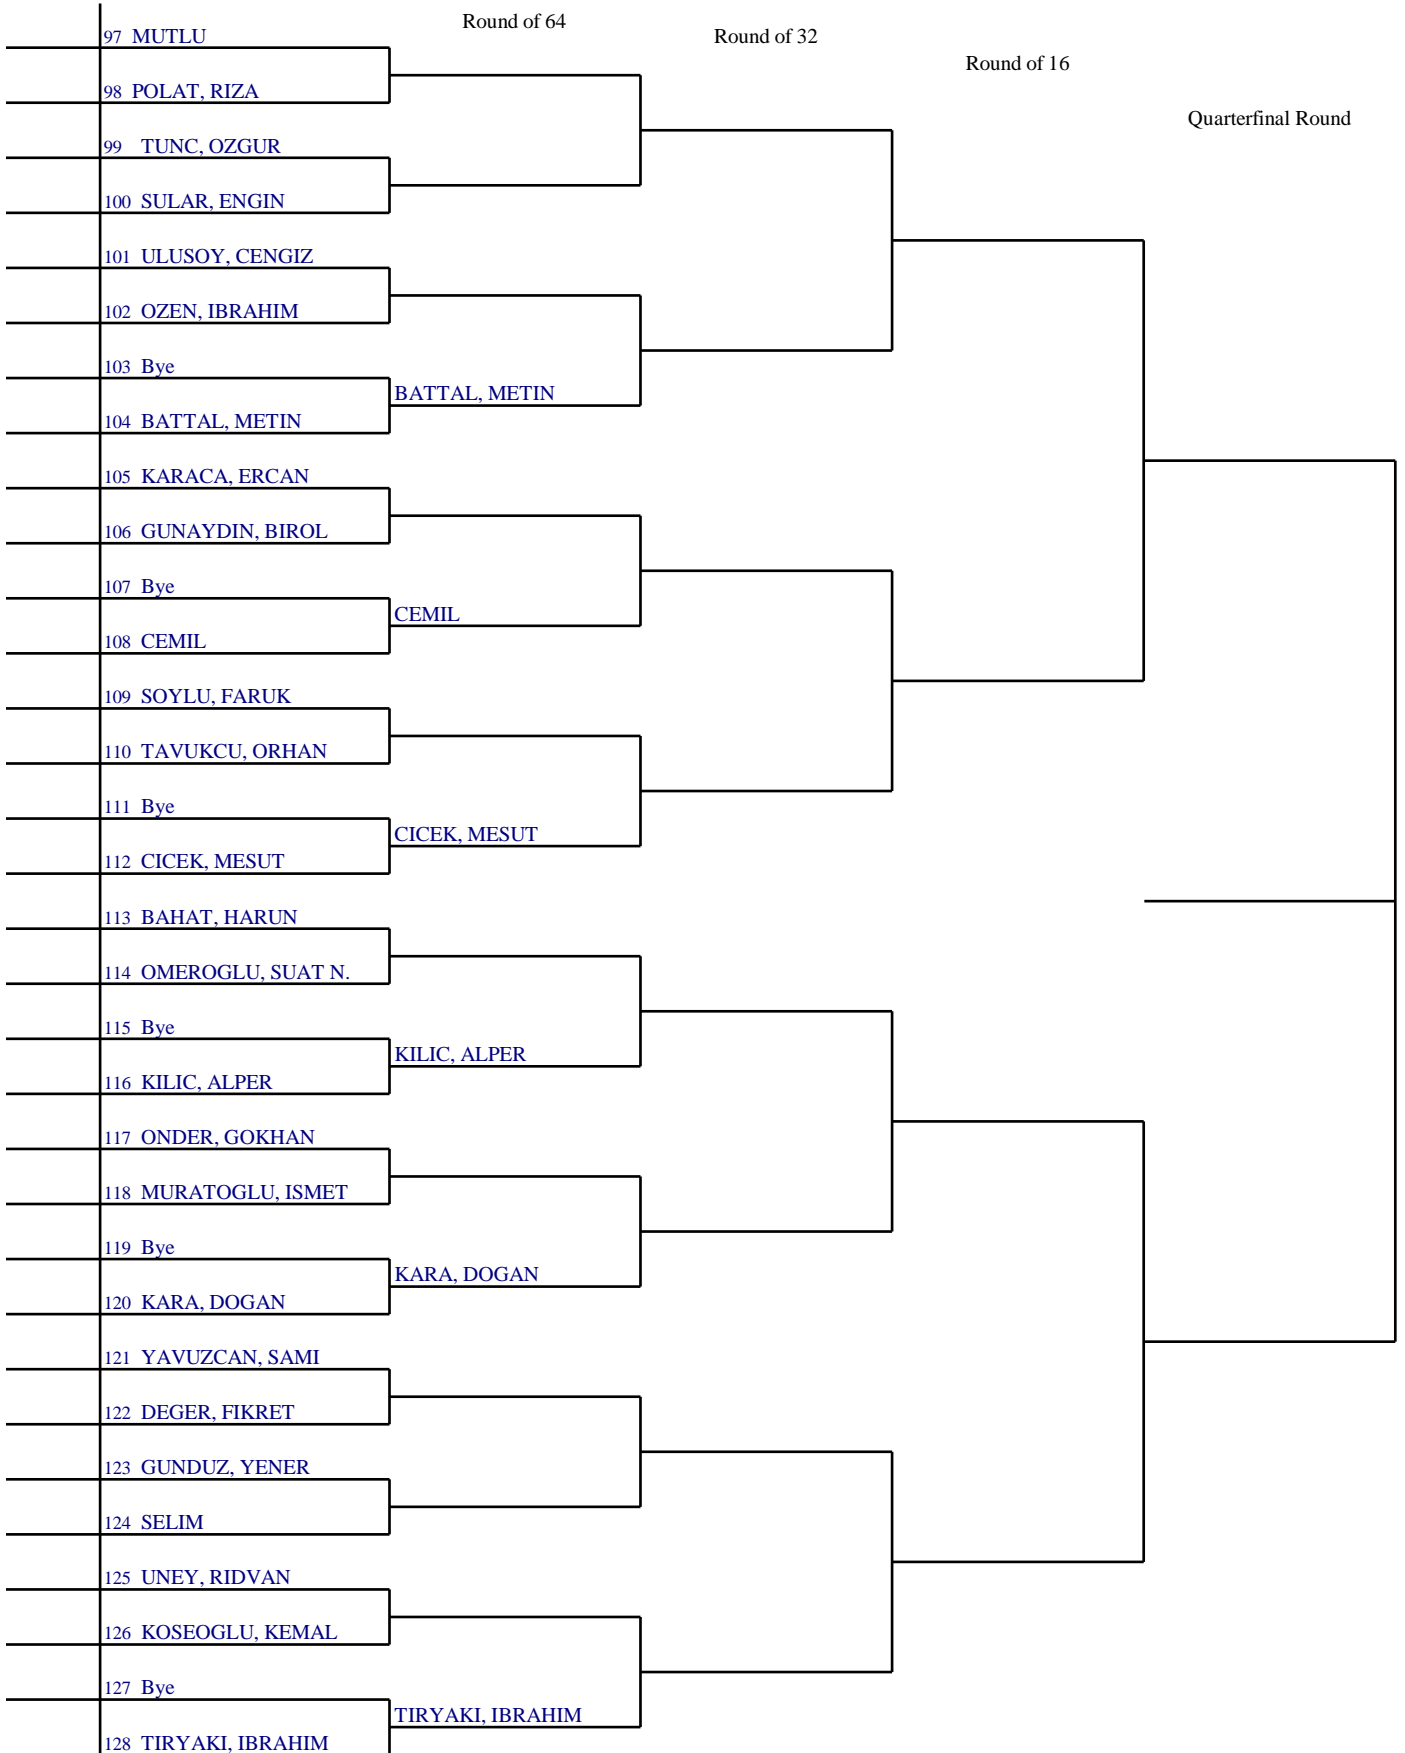 Round of 64
Round of 32
Round of 16
Quarterfinal Round
97 MUTLU
98 POLAT, RIZA
99 TUNC, OZGUR
100 SULAR, ENGIN
101 ULUSOY, CENGIZ
102 OZEN, IBRAHIM
103 Bye
BATTAL, METIN
104 BATTAL, METIN
105 KARACA, ERCAN
106 GUNAYDIN, BIROL
107 Bye
CEMIL
108 CEMIL
109 SOYLU, FARUK
110 TAVUKCU, ORHAN
111 Bye
CICEK, MESUT
112 CICEK, MESUT
113 BAHAT, HARUN
114 OMEROGLU, SUAT N.
115 Bye
KILIC, ALPER
116 KILIC, ALPER
117 ONDER, GOKHAN
118 MURATOGLU, ISMET
119 Bye
KARA, DOGAN
120 KARA, DOGAN
121 YAVUZCAN, SAMI
122 DEGER, FIKRET
123 GUNDUZ, YENER
124 SELIM
125 UNEY, RIDVAN
126 KOSEOGLU, KEMAL
127 Bye
TIRYAKI, IBRAHIM
128 TIRYAKI, IBRAHIM